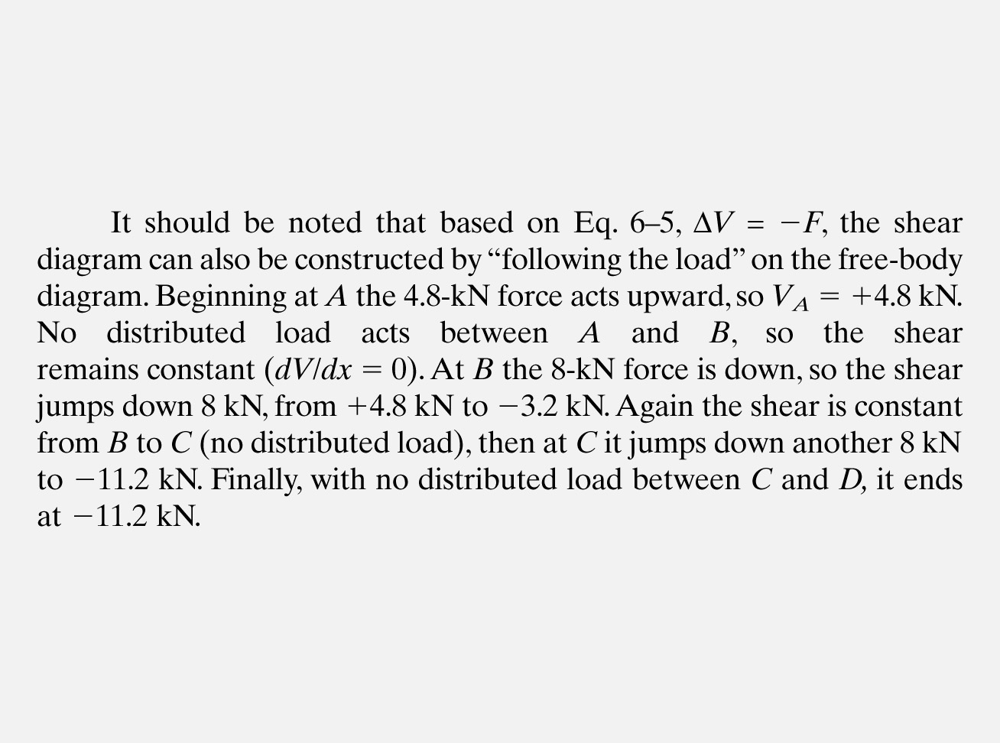 It should be noted that based on Eq. 6–5, ΔV = −F, the shear
diagram can also be constructed by “following the load” on the free-body
diagram. Beginning at A the 4.8-kN force acts upward, so V_A = +4.8 kN.
No distributed load acts between A and B, so the shear
remains constant (dV/dx = 0). At B the 8-kN force is down, so the shear
jumps down 8 kN, from +4.8 kN to −3.2 kN. Again the shear is constant
from B to C (no distributed load), then at C it jumps down another 8 kN
to −11.2 kN. Finally, with no distributed load between C and D, it ends
at −11.2 kN.